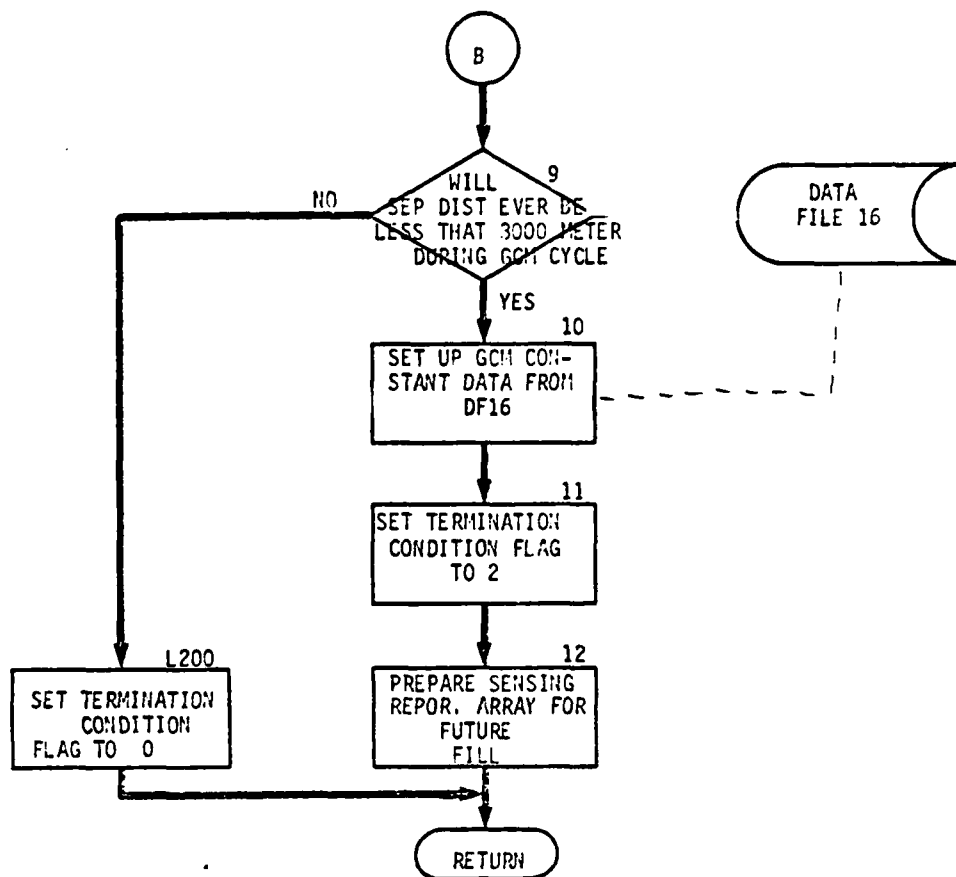 B
9
WILL
SEP DIST EVER BE
LESS THAT 3000 METER
DURING GCM CYCLE
NO
YES
DATA
FILE 16
10
SET UP GCM CON-
STANT DATA FROM
DF16
11
SET TERMINATION
CONDITION FLAG
TO 2
L200
SET TERMINATION
CONDITION
FLAG TO 0
12
PREPARE SENSING
REPOR. ARRAY FOR
FUTURE
FILL
RETURN